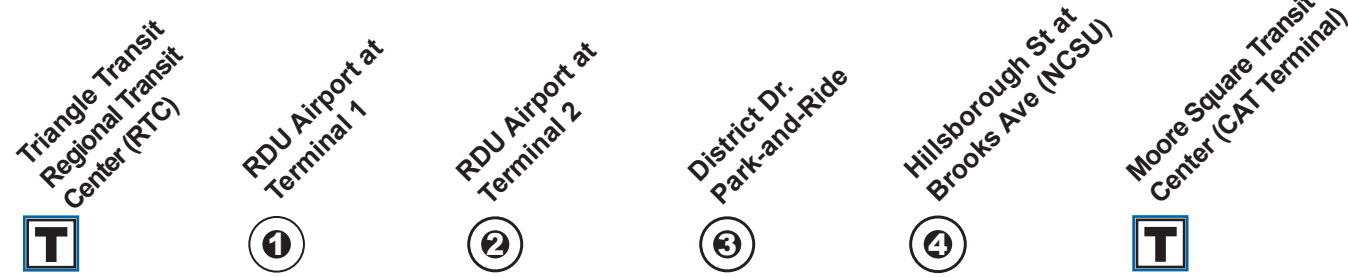 Triangle Transit
Regional Transit
Center (RTC)
RDU Airport at
Terminal 1
RDU Airport at
Terminal 2
District Dr.
Park-and-Ride
Hillsborough St at
Brooks Ave (NCSU)
Moore Square Transit
Center (CAT Terminal)
T
1
2
3
4
T